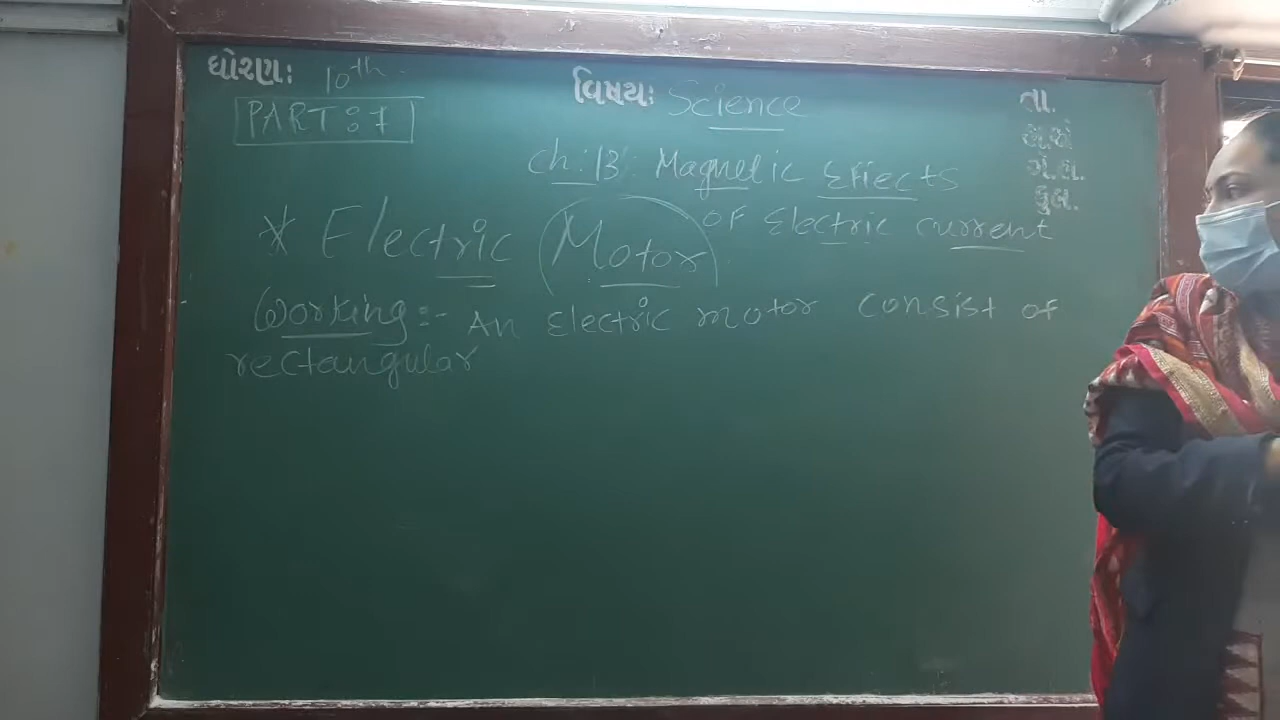 ધોરણ: 10th
વિષય: Science
તા.
PART : 7
Ch:13: Magnetic Effects
OF Electric current
ગે.હા.
કુલ.
* Electric Motor
Working :- An Electric motor consist of
rectangular